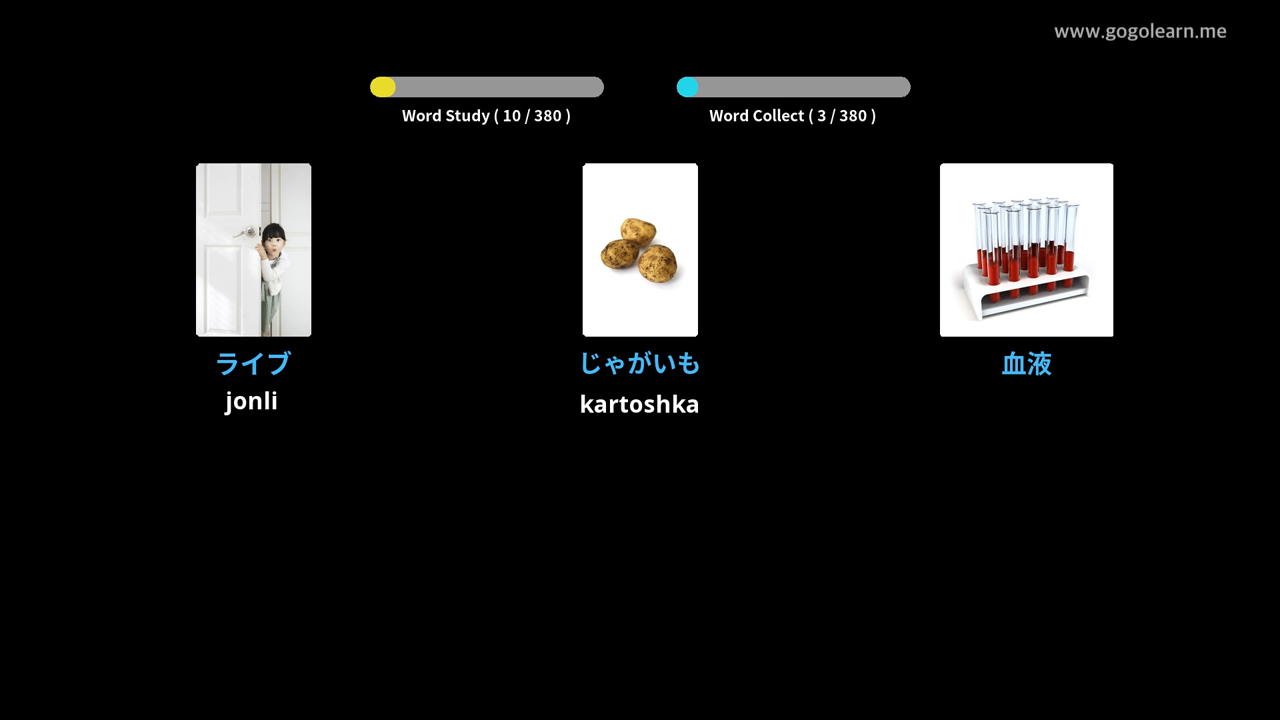 www.gogolearn.me
Word Study ( 10 / 380 )
Word Collect ( 3 / 380 )
ライブ
jonli
じゃがいも
kartoshka
血液